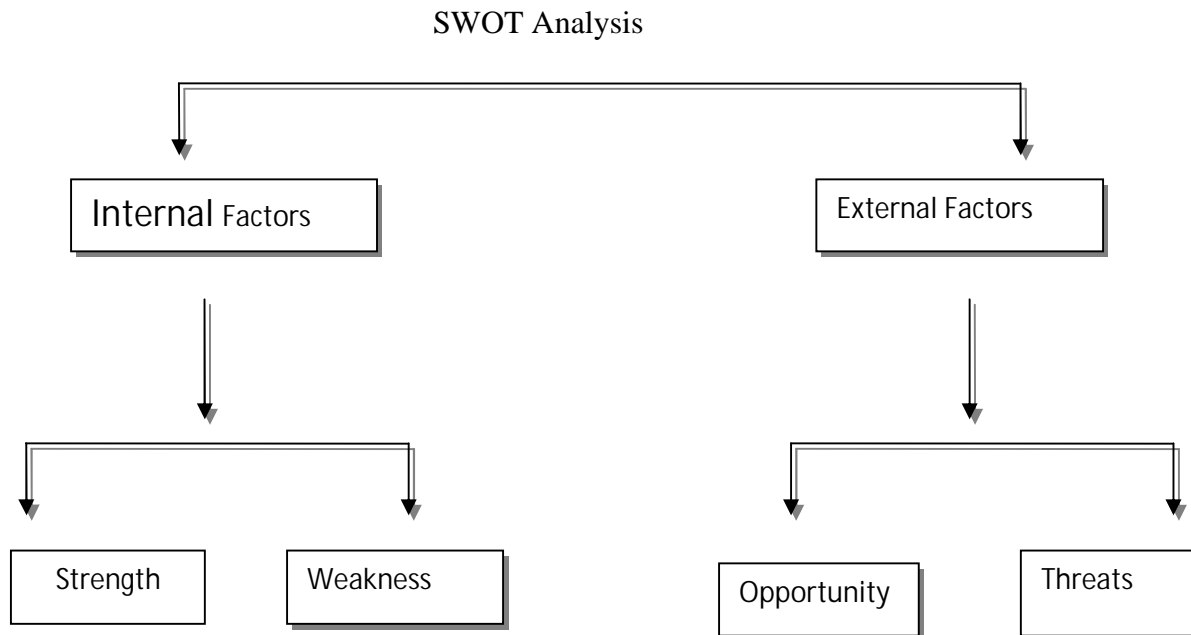 SWOT Analysis
Internal Factors
External Factors
Strength
Weakness
Opportunity
Threats